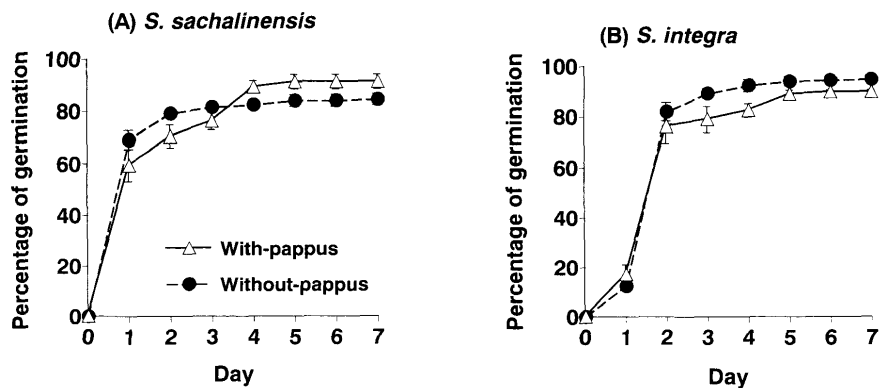 (A) S. sachalinensis
Percentage of germination
100
80
60
40
20
0
With-pappus
Without-pappus
0 1 2 3 4 5 6 7
Day
(B) S. integra
Percentage of germination
100
80
60
40
20
0
0 1 2 3 4 5 6 7
Day